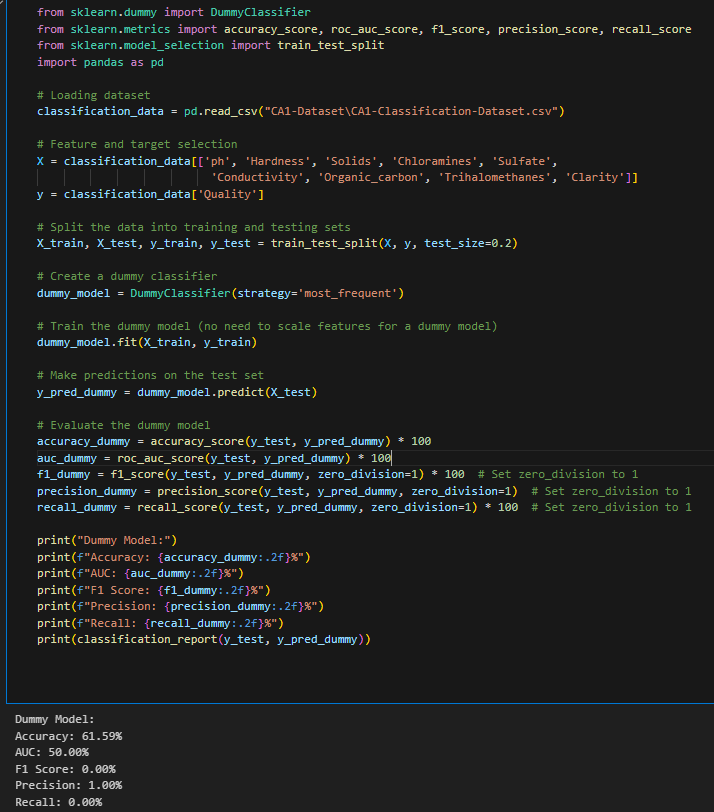 from sklearn.dummy import DummyClassifier
from sklearn.metrics import accuracy_score, roc_auc_score, f1_score, precision_score, recall_score
from sklearn.model_selection import train_test_split
import pandas as pd

# Loading dataset
classification_data = pd.read_csv("CA1-Dataset\CA1-Classification-Dataset.csv")

# Feature and target selection
X = classification_data[['ph', 'Hardness', 'Solids', 'Chloramines', 'Sulfate',
                         'Conductivity', 'Organic_carbon', 'Trihalomethanes', 'Clarity']]
y = classification_data['Quality']

# Split the data into training and testing sets
X_train, X_test, y_train, y_test = train_test_split(X, y, test_size=0.2)

# Create a dummy classifier
dummy_model = DummyClassifier(strategy='most_frequent')

# Train the dummy model (no need to scale features for a dummy model)
dummy_model.fit(X_train, y_train)

# Make predictions on the test set
y_pred_dummy = dummy_model.predict(X_test)

# Evaluate the dummy model
accuracy_dummy = accuracy_score(y_test, y_pred_dummy) * 100
auc_dummy = roc_auc_score(y_test, y_pred_dummy) * 100
f1_dummy = f1_score(y_test, y_pred_dummy, zero_division=1) * 100  # Set zero_division to 1
precision_dummy = precision_score(y_test, y_pred_dummy, zero_division=1)  # Set zero_division to 1
recall_dummy = recall_score(y_test, y_pred_dummy, zero_division=1) * 100  # Set zero_division to 1

print("Dummy Model:")
print(f"Accuracy: {accuracy_dummy:.2f}%")
print(f"AUC: {auc_dummy:.2f}%")
print(f"F1 Score: {f1_dummy:.2f}%")
print(f"Precision: {precision_dummy:.2f}%")
print(f"Recall: {recall_dummy:.2f}%")
print(classification_report(y_test, y_pred_dummy))

Dummy Model:
Accuracy: 61.59%
AUC: 50.00%
F1 Score: 0.00%
Precision: 1.00%
Recall: 0.00%